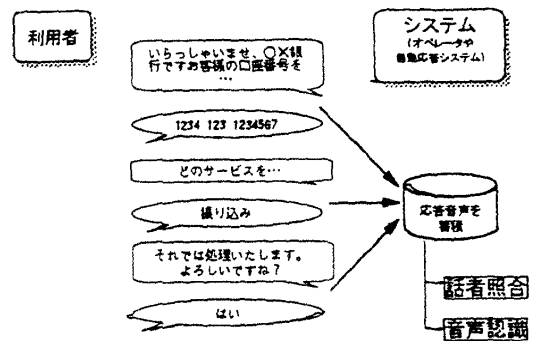 利用者
システム
(オペレータや
自動応答システム)
いらっしゃいませ、○×銀
行ですお客様の口座番号を
…
1234 123 1234567
どのサービスを…
振り込み
それでは処理いたします。
よろしいですね?
はい
応答音声を
蓄積
話者照合
音声認識